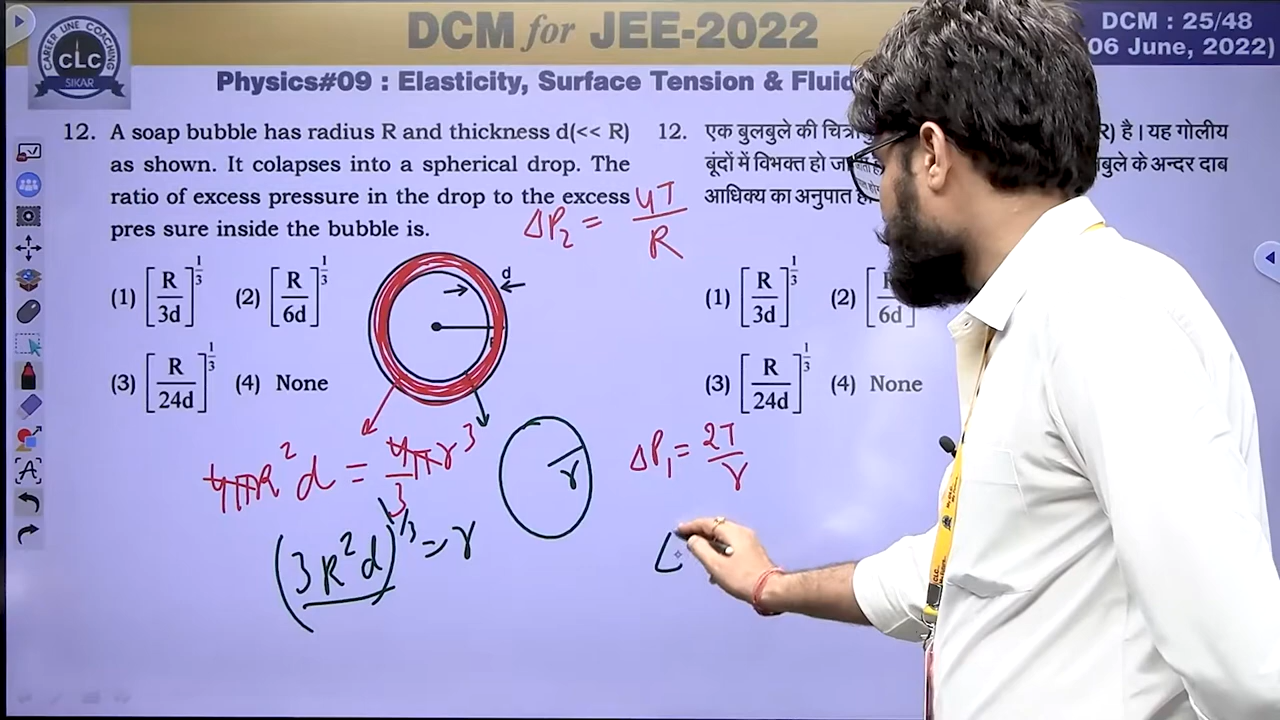 CAREER LINE COACHING
CLC
SIKAR
DCM for JEE-2022
DCM : 25/48
(06 June, 2022)
Physics#09 : Elasticity, Surface Tension & Fluid
12. A soap bubble has radius R and thickness d(<< R)
as shown. It colapses into a spherical drop. The
ratio of excess pressure in the drop to the excess
pres sure inside the bubble is.
(1) [R/3d]^1/3 (2) [R/6d]^1/3
(3) [R/24d]^1/3 (4) None
d
12. एक बुलबुले की R) है। यह गोलीय
बूंदों में विभक्त हो के अन्दर दाब
आधिक्य का अनुपात
(1) [R/3d]^1/3 (2)
(3) [R/24d]^1/3 (4) None
ΔP₂ = 4T/R
4πR²d = 4/3 πr³
(3R²d)^1/3 = r
r
ΔP₁ = 2T/r